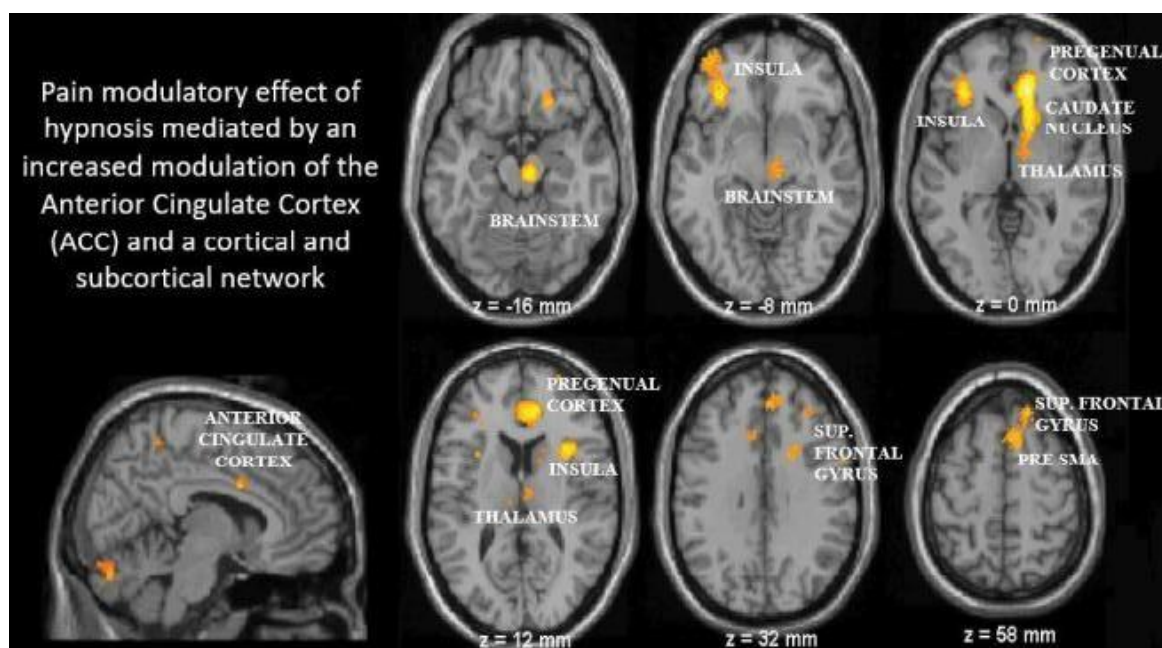 Pain modulatory effect of
hypnosis mediated by an
increased modulation of the
Anterior Cingulate Cortex
(ACC) and a cortical and
subcortical network
BRAINSTEM
z = -16 mm
INSULA
BRAINSTEM
z = -8 mm
PREGENUAL
CORTEX
INSULA
CAUDATE
NUCLEUS
THALAMUS
z = 0 mm
ANTERIOR
CINGULATE
CORTEX
PREGENUAL
CORTEX
INSULA
THALAMUS
z = 12 mm
SUP.
FRONTAL
GYRUS
z = 32 mm
SUP. FRONTAL
GYRUS
PRE SMA
z = 58 mm